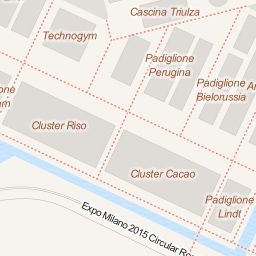 Cascina Triulza
Technogym
Padiglione
Perugina
Padiglione
Bielorussia
Cluster Riso
Cluster Cacao
Padiglione
Lindt
Expo Milano 2015 Circular